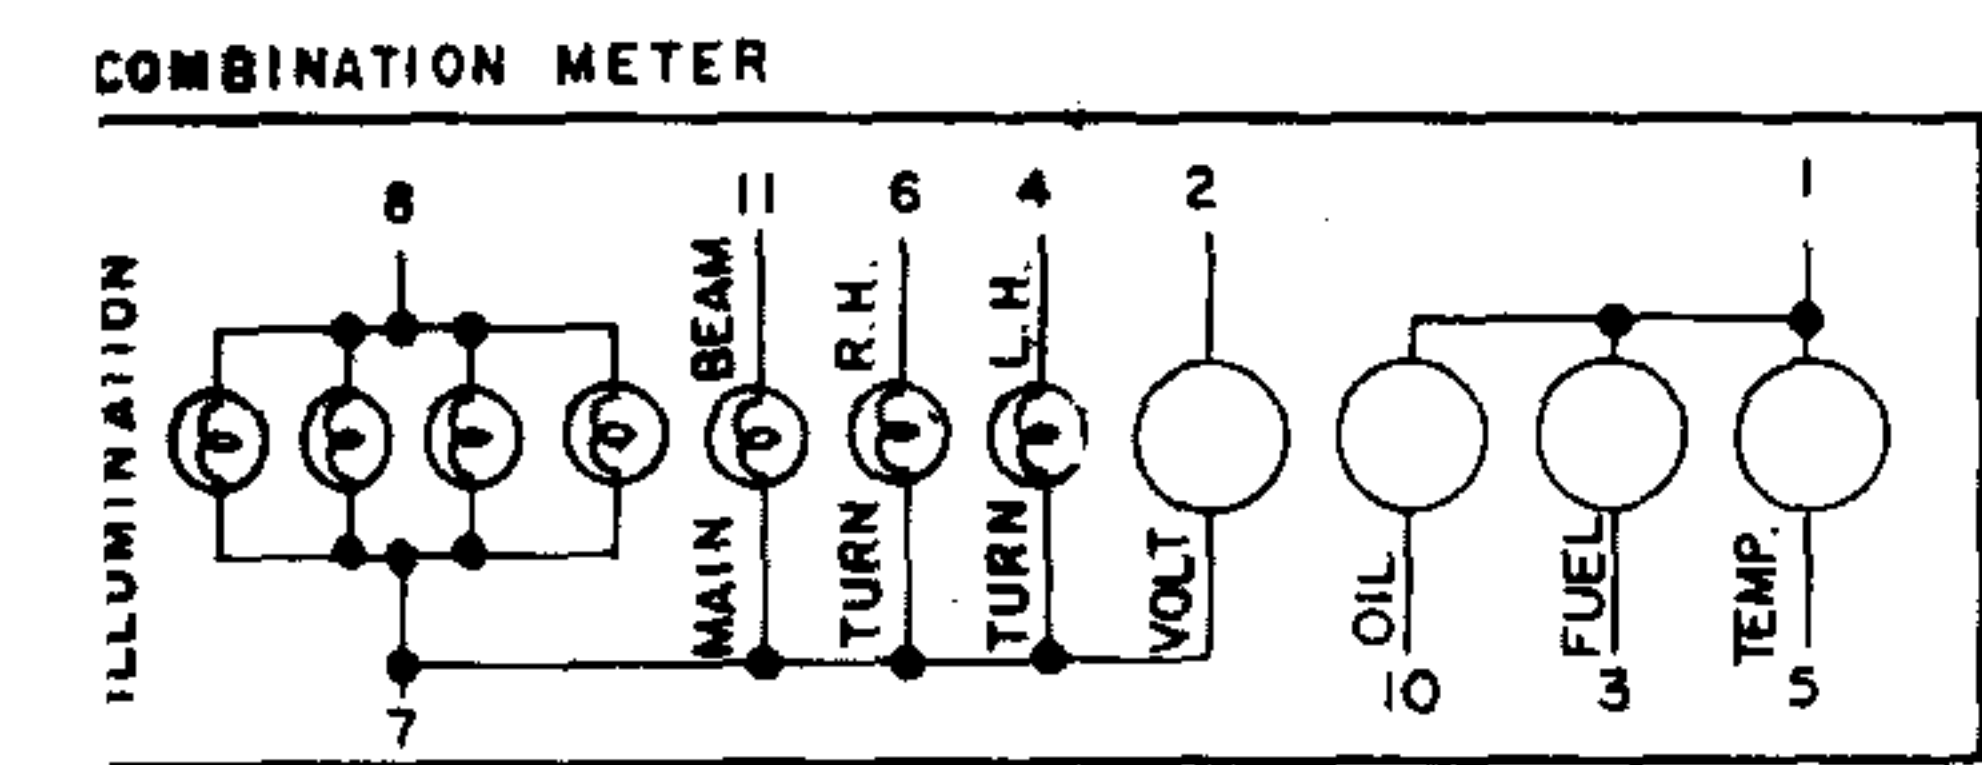 COMBINATION METER
8
11
6
4
2
1
ILLUMINATION
MAIN BEAM
TURN R.H.
TURN L.H.
VOLT
OIL
FUEL
TEMP.
7
10
3
5